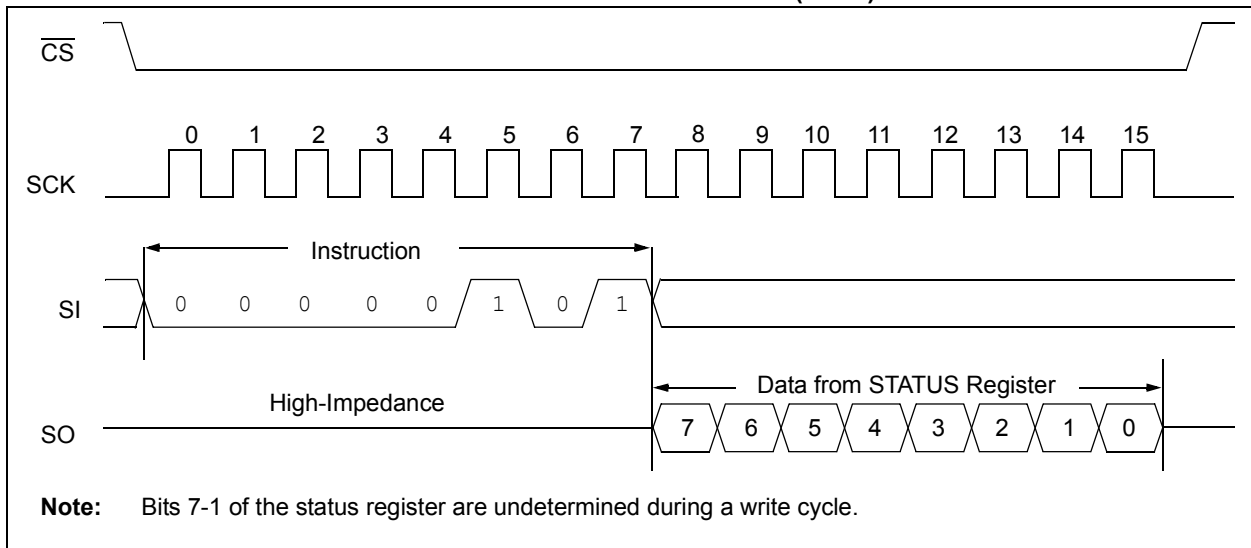 CS
0 1 2 3 4 5 6 7 8 9 10 11 12 13 14 15
SCK
Instruction
SI 0 0 0 0 0 1 0 1
Data from STATUS Register
High-Impedance
SO 7 6 5 4 3 2 1 0
Note: Bits 7-1 of the status register are undetermined during a write cycle.